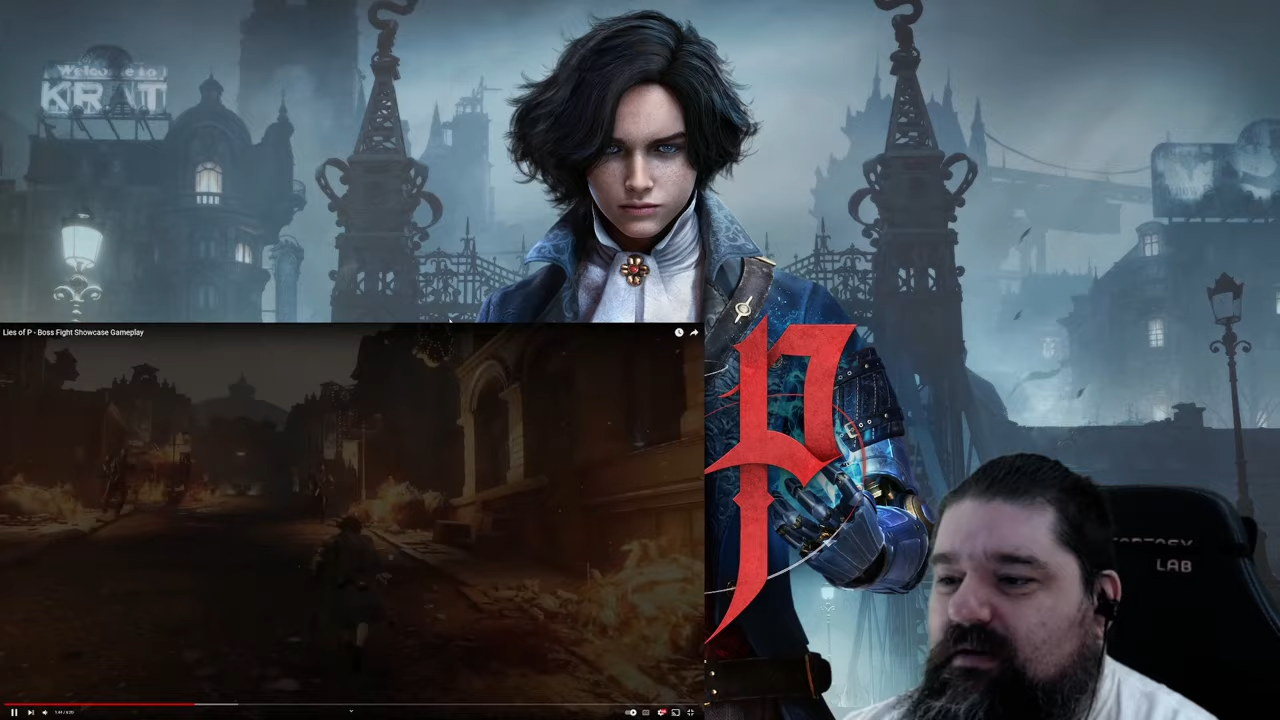 Welcome to
KRAT
Lies of P - Boss Fight Showcase Gameplay
P
LAB